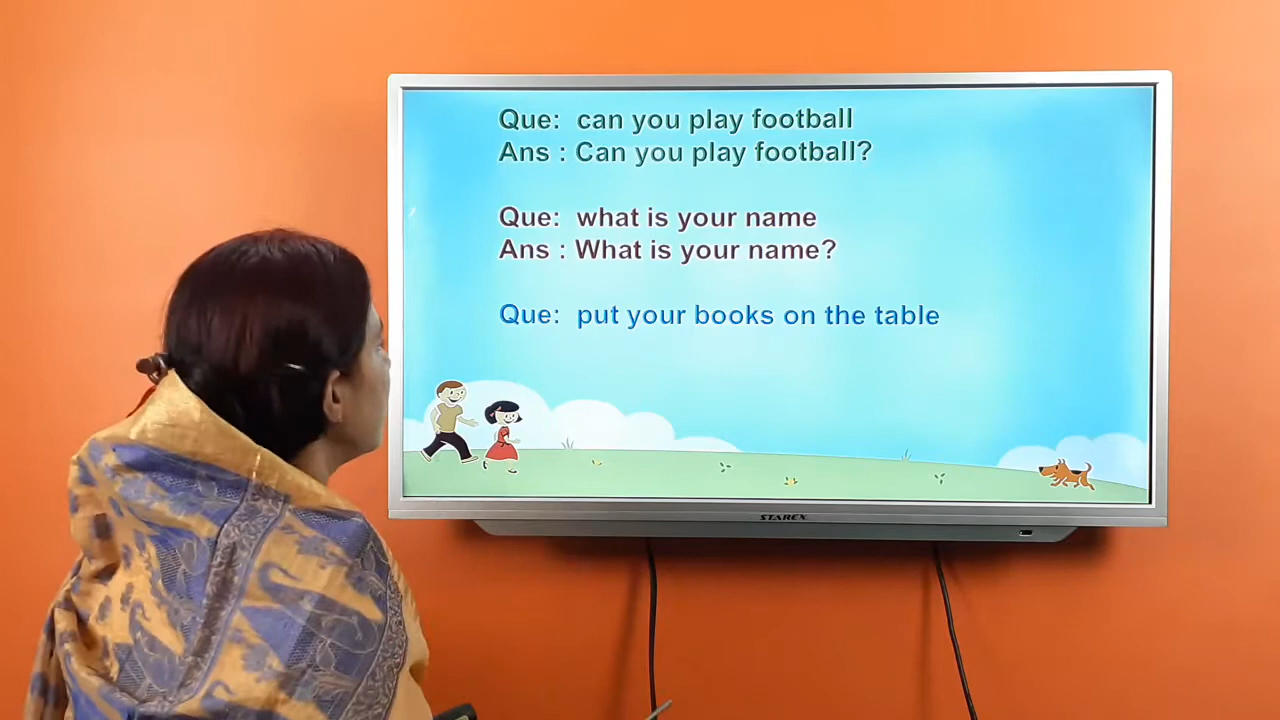 Que: can you play football
Ans : Can you play football?
Que: what is your name
Ans : What is your name?
Que: put your books on the table
STAREX